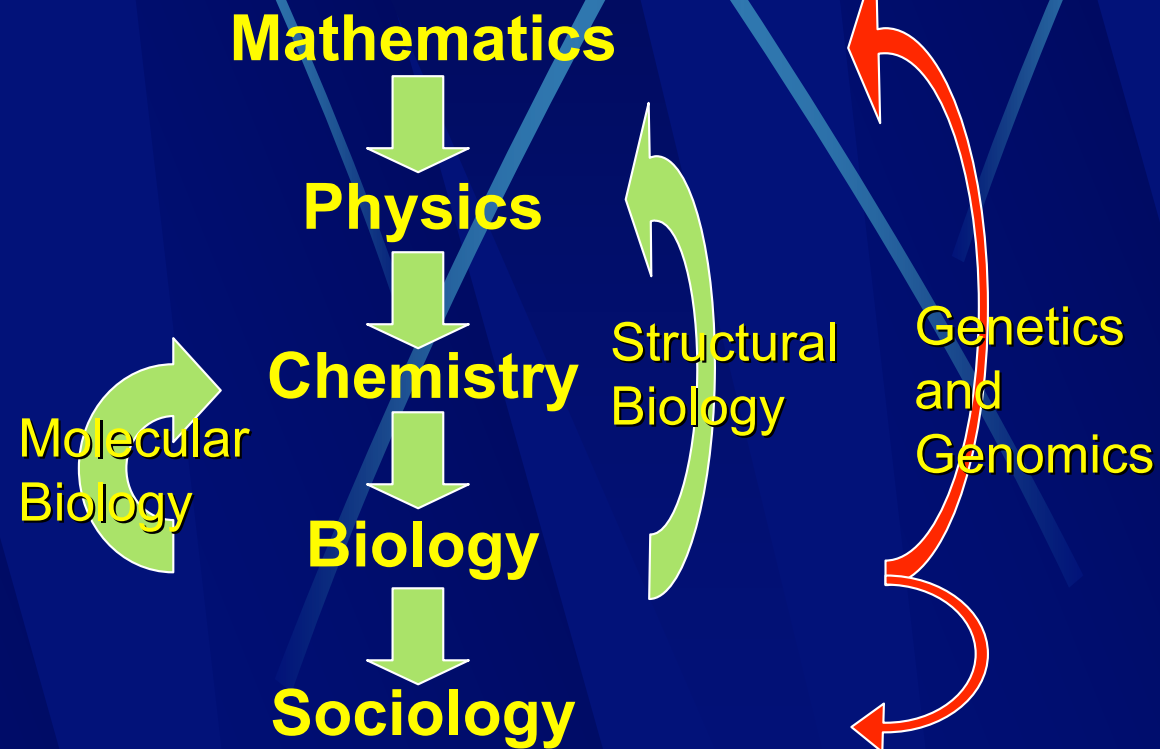 Mathematics
Physics
Chemistry
Biology
Sociology
Molecular
Biology
Structural
Biology
Genetics
and
Genomics